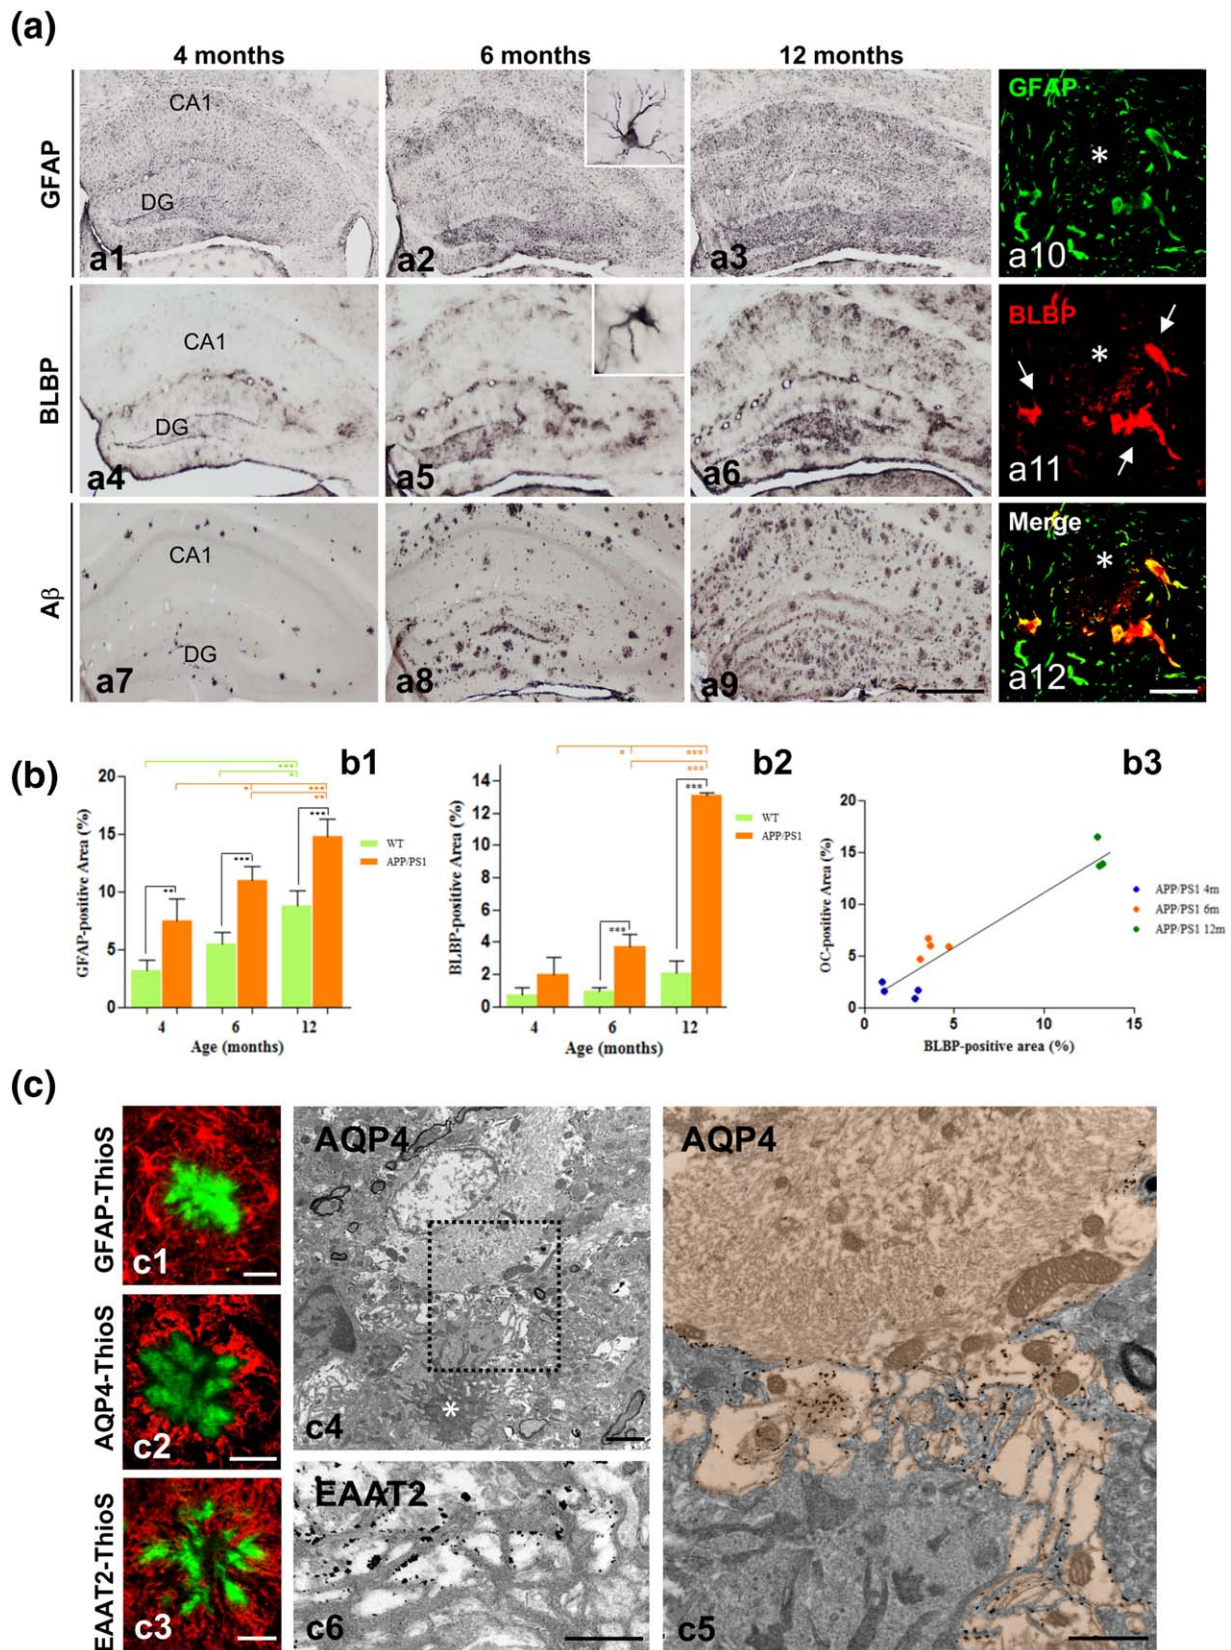 (a)
4 months
6 months
12 months
GFAP
CA1
DG
a1
a2
a3
GFAP
*
a10
BLBP
CA1
DG
a4
a5
a6
BLBP
*
a11
Aβ
CA1
DG
a7
a8
a9
Merge
*
a12
(b)
b1
GFAP-positive Area (%)
20
15
10
5
0
***
*
*
***
**
**
***
***
4
6
12
Age (months)
WT
APP/PS1
b2
BLBP-positive Area (%)
14
12
10
8
6
4
2
0
*
***
***
***
***
4
6
12
Age (months)
WT
APP/PS1
b3
OC-positive Area (%)
20
15
10
5
0
0
5
10
15
BLBP-positive area (%)
APP/PS1 4m
APP/PS1 6m
APP/PS1 12m
(c)
GFAP-ThioS
c1
AQP4-ThioS
c2
EAAT2-ThioS
c3
AQP4
*
c4
EAAT2
c6
AQP4
c5